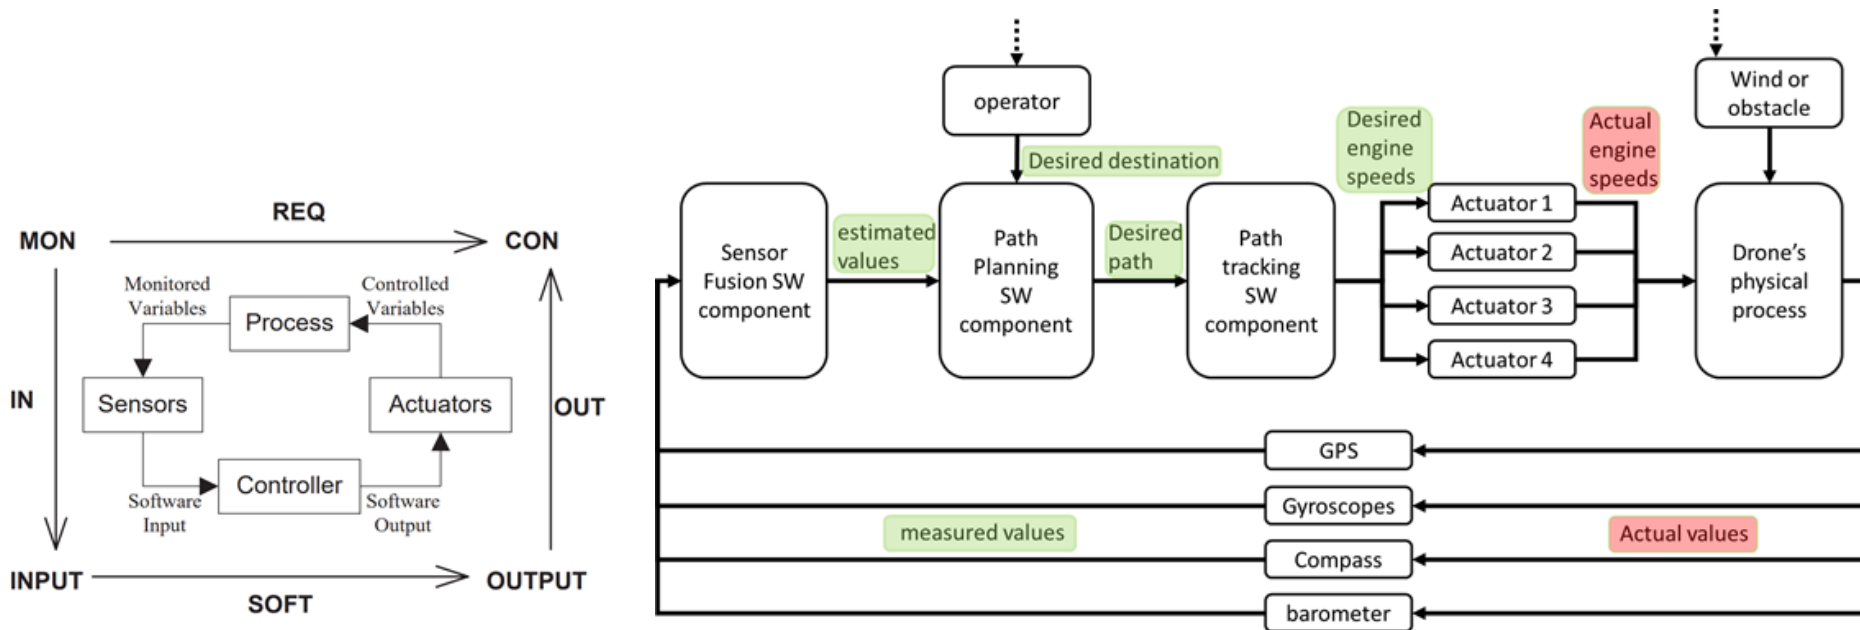 REQ
MON
CON
Monitored
Variables
Controlled
Variables
Process
IN
Sensors
Actuators
OUT
Controller
Software
Input
Software
Output
INPUT
OUTPUT
SOFT
operator
Desired destination
Desired
engine
speeds
Actual
engine
speeds
Wind or
obstacle
Sensor
Fusion SW
component
estimated
values
Path
Planning
SW
component
Desired
path
Path
tracking
SW
component
Actuator 1
Actuator 2
Actuator 3
Actuator 4
Drone's
physical
process
GPS
Gyroscopes
measured values
Actual values
Compass
barometer